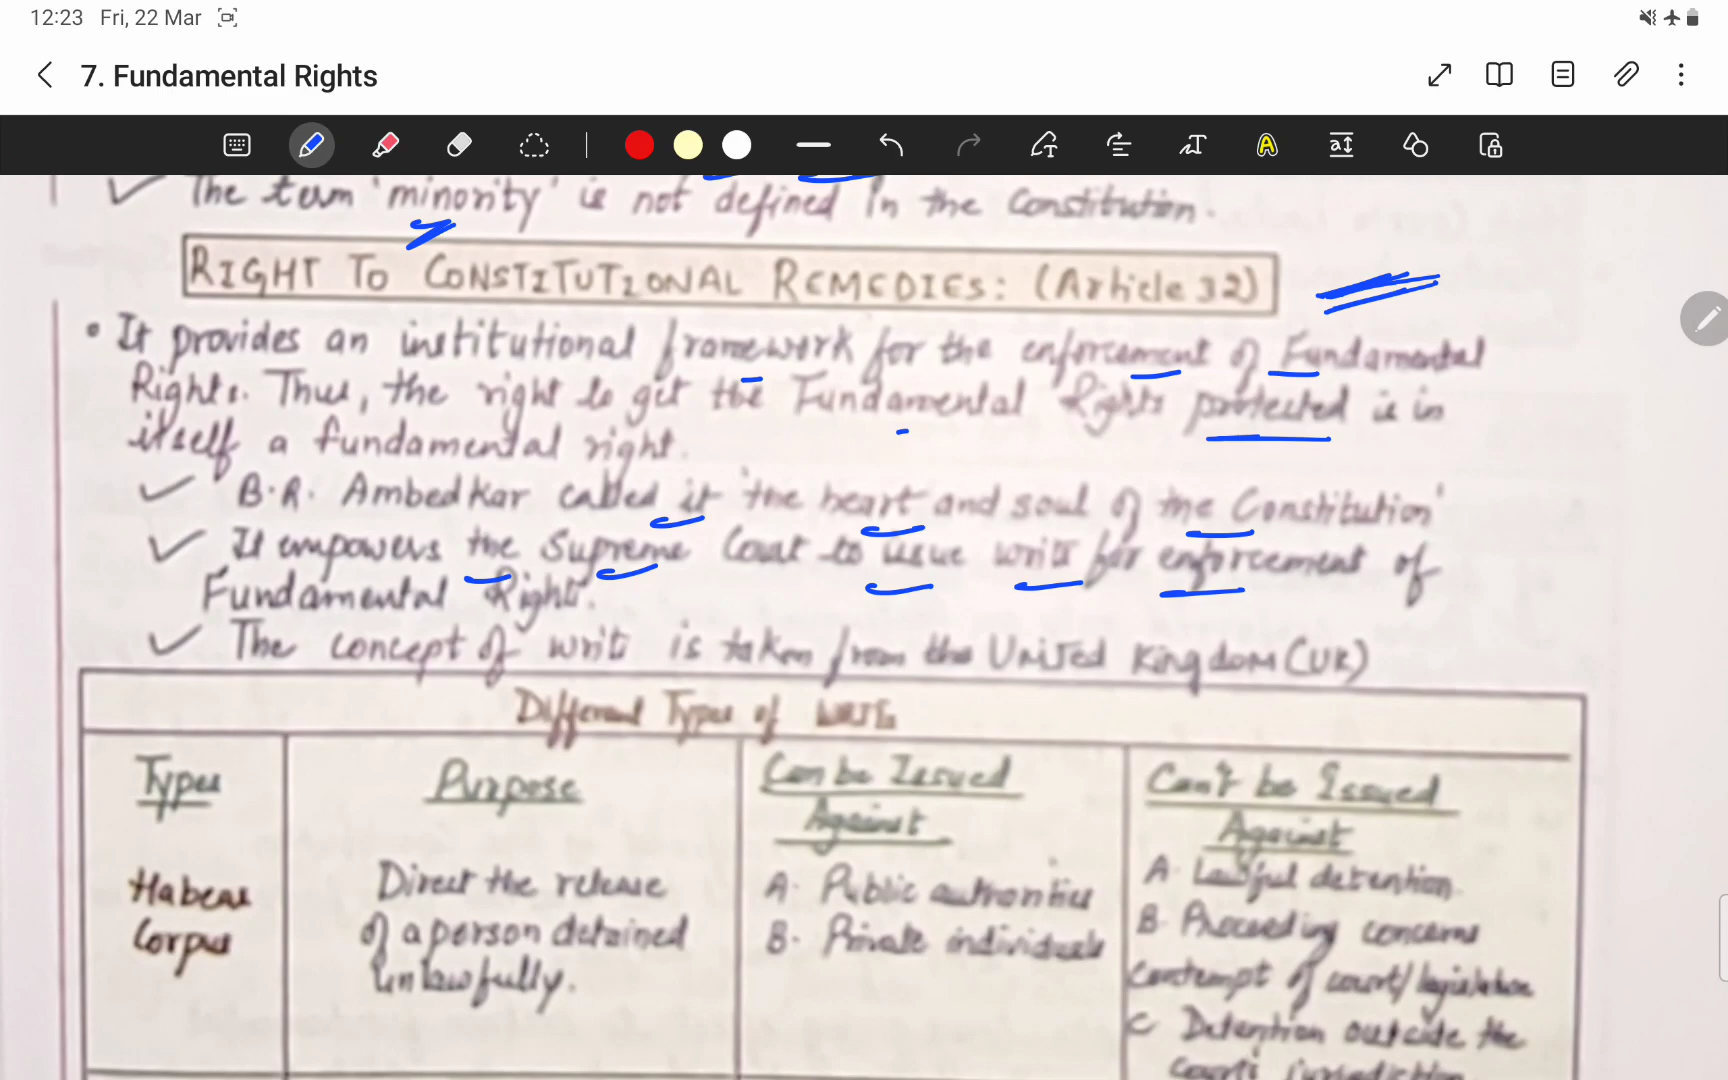 12:23 Fri, 22 Mar
7. Fundamental Rights
The term 'minority' is not defined in the Constitution.
RIGHT TO CONSTITUTIONAL REMEDIES: (Article 32)
• It provides an institutional framework for the enforcement of Fundamental
Rights. Thus, the right to get the Fundamental Rights protected is in
itself a fundamental right.
B.R. Ambedkar called it 'the heart and soul of the Constitution'
It empowers the Supreme Court to issue writs for enforcement of
Fundamental Rights.
The concept of writs is taken from the United Kingdom (UK)
Different Types of WRITs
Types
Purpose
Can be Issued
Against
Can't be Issued
Against
Habeas
Corpus
Direct the release
of a person detained
unlawfully.
A. Public authorities
B. Private individuals
A. Lawful detention.
B. Proceeding concerns
contempt of court/legislation
C Detention outside the
court's jurisdiction